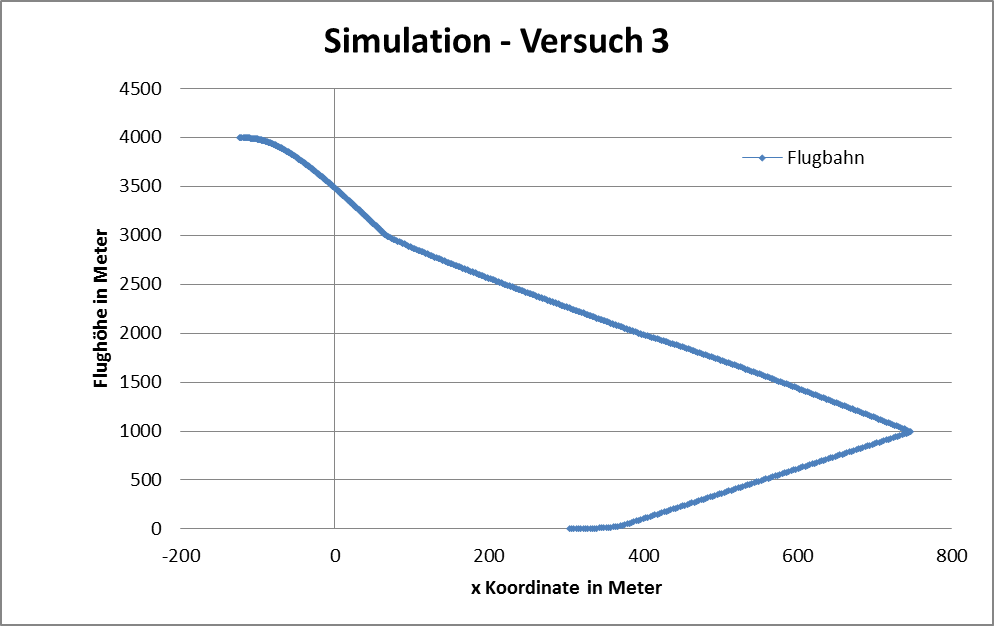 Simulation - Versuch 3
4500
4000
3500
3000
2500
2000
1500
1000
500
0
Flughöhe in Meter
Flugbahn
-200 0 200 400 600 800
x Koordinate in Meter